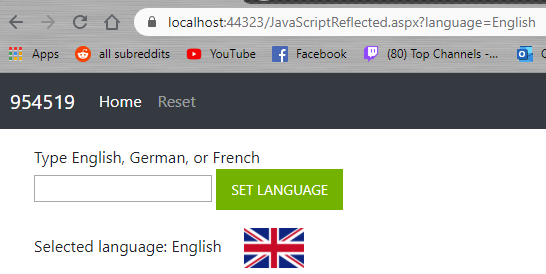 localhost:44323/JavaScriptReflected.aspx?language=English
Apps all subreddits YouTube Facebook (80) Top Channels -...
954519 Home Reset
Type English, German, or French
SET LANGUAGE
Selected language: English